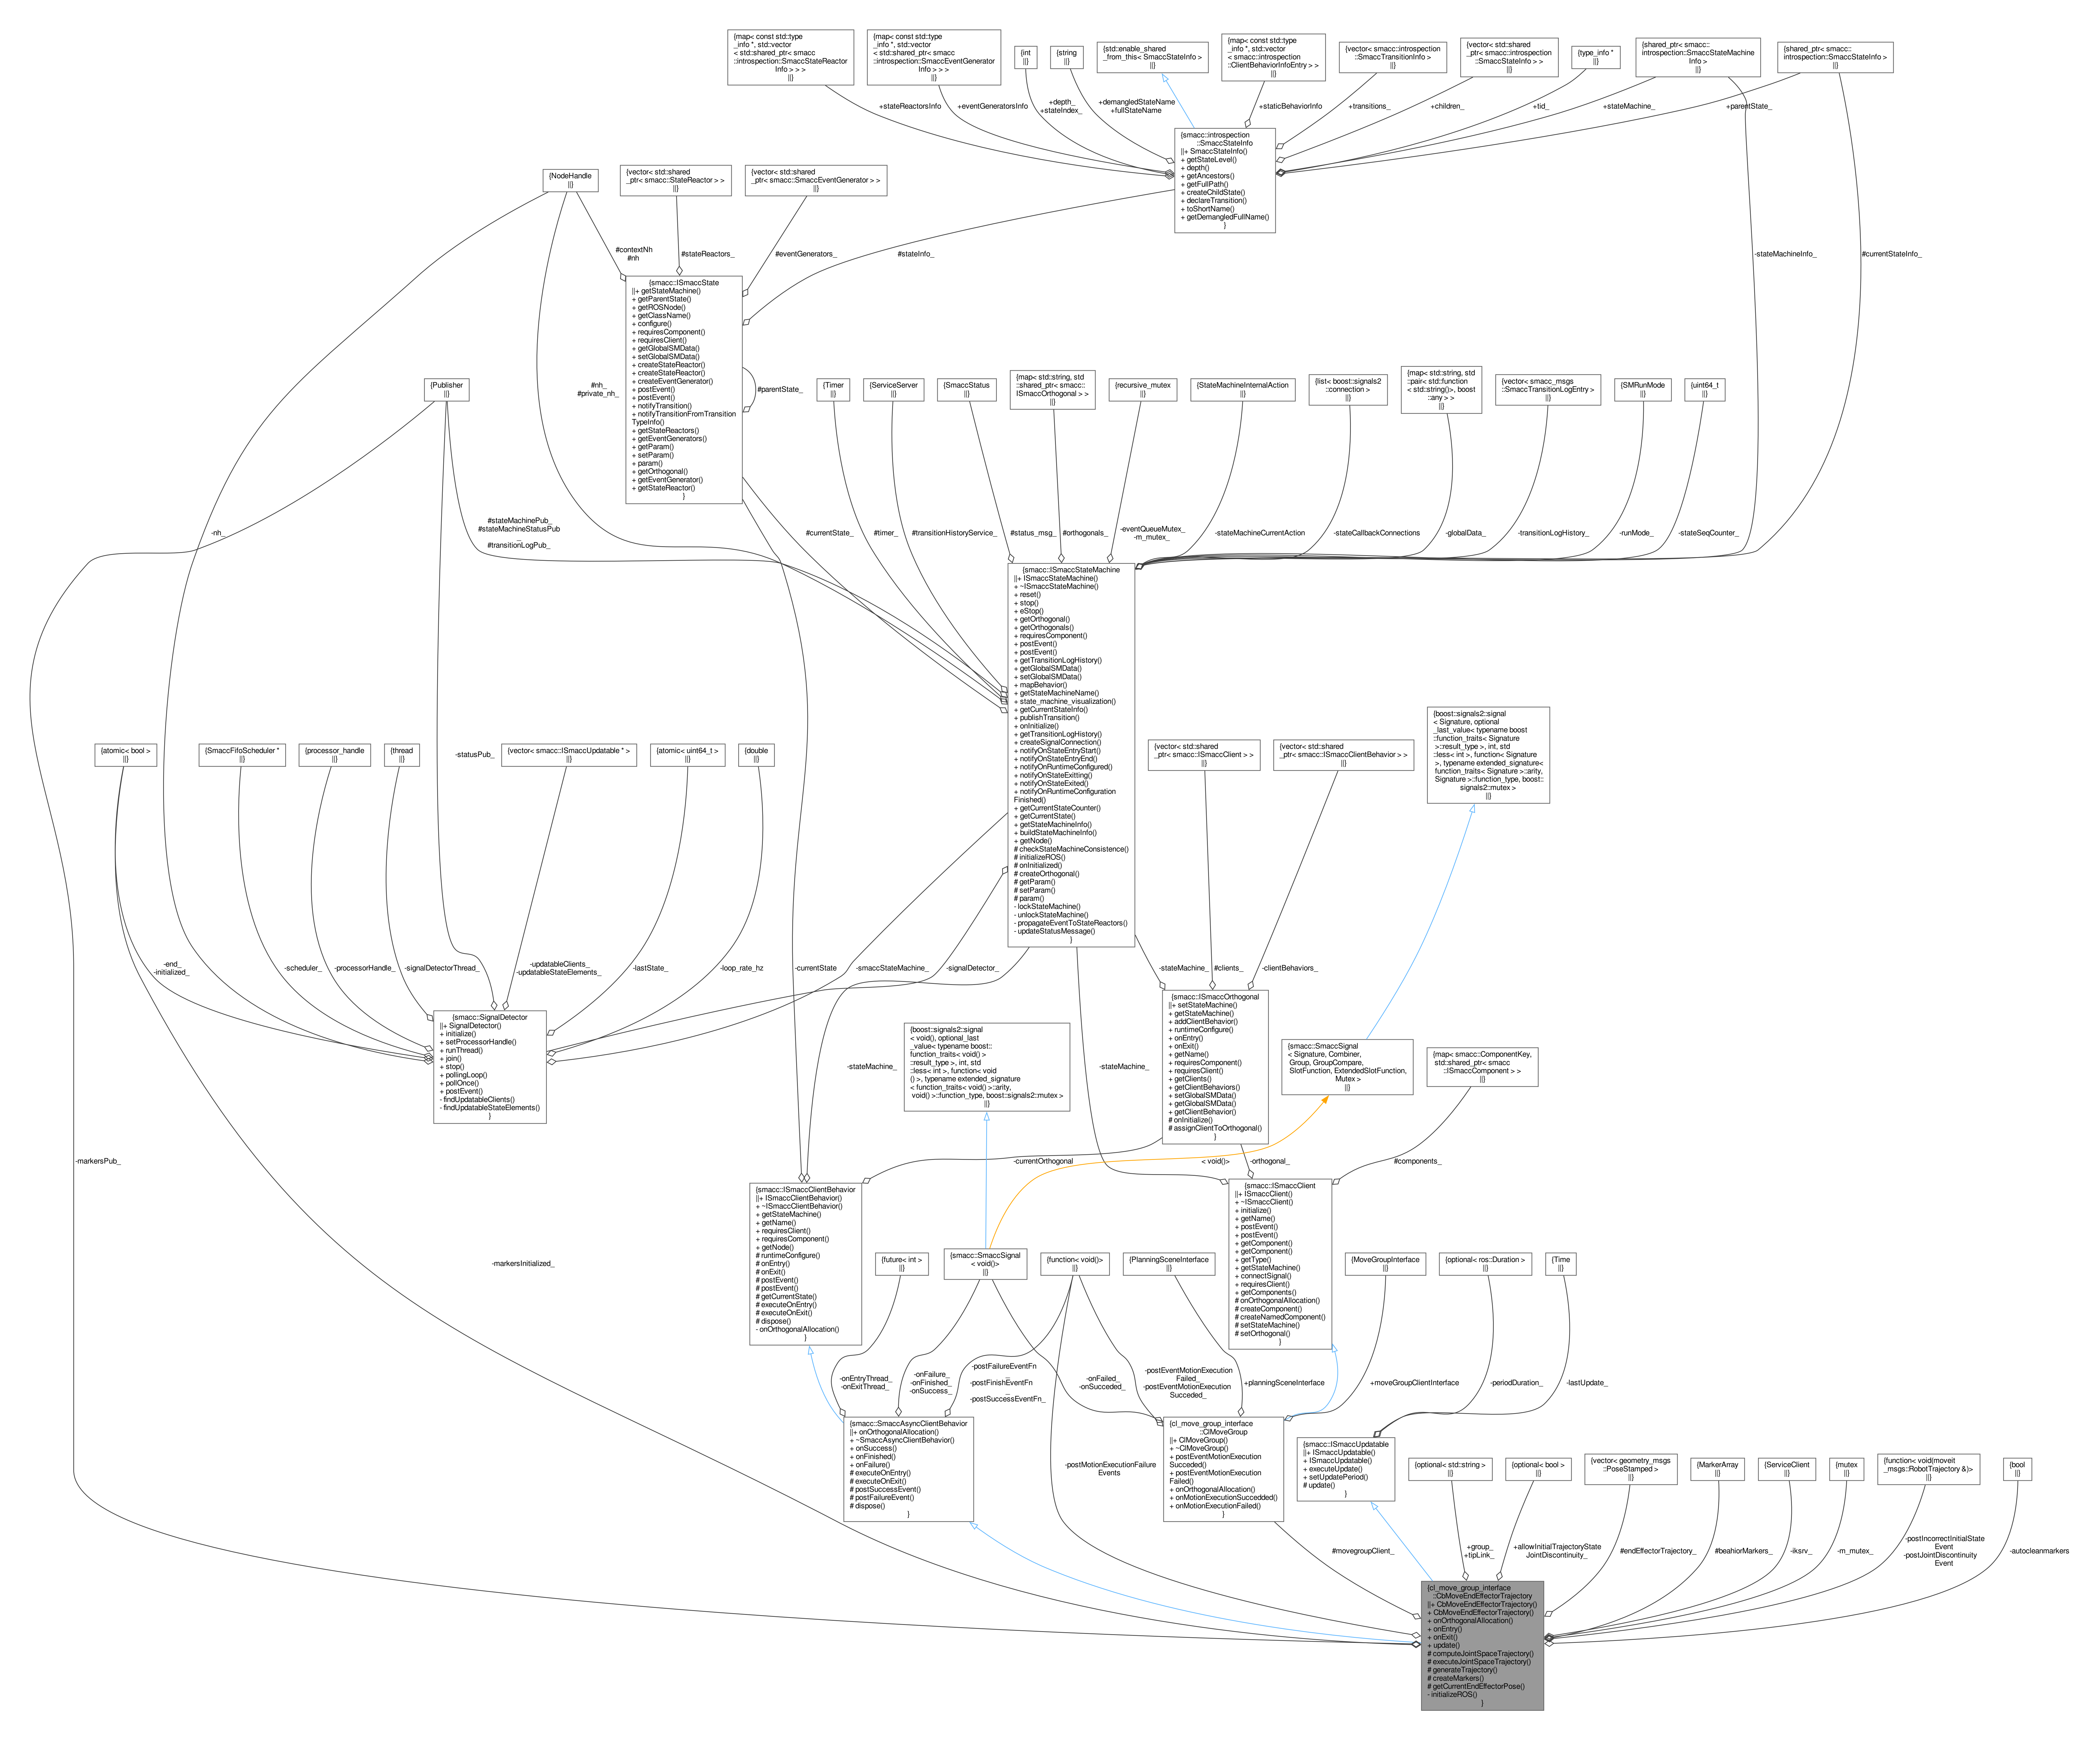 {map< const std::type
_info *, std::vector
< std::shared_ptr< smacc
::introspection::SmaccStateReactor
Info > > >
||}
{map< const std::type
_info *, std::vector
< std::shared_ptr< smacc
::introspection::SmaccEventGenerator
Info > > >
||}
{int
||}
{string
||}
{std::enable_shared
_from_this< SmaccStateInfo >
||}
{map< const std::type
_info *, std::vector
< smacc::introspection
::ClientBehaviorInfoEntry > >
||}
{vector< smacc::introspection
::SmaccTransitionInfo >
||}
{vector< std::shared
_ptr< smacc::introspection
::SmaccStateInfo > >
||}
{type_info *
||}
{shared_ptr< smacc::
introspection::SmaccStateMachine
Info >
||}
{shared_ptr< smacc::
introspection::SmaccStateInfo >
||}
+stateReactorsInfo
+eventGeneratorsInfo
+depth_
+stateIndex_
+demangledStateName
+fullStateName
+staticBehaviorInfo
+transitions_
+children_
+tid_
+stateMachine_
+parentState_
{smacc::introspection
::SmaccStateInfo
||+ SmaccStateInfo()
+ getStateLevel()
+ depth()
+ getAncestors()
+ getFullPath()
+ createChildState()
+ declareTransition()
+ toShortName()
+ getDemangledFullName()
}
{NodeHandle
||}
{vector< std::shared
_ptr< smacc::StateReactor > >
||}
{vector< std::shared
_ptr< smacc::SmaccEventGenerator > >
||}
#contextNh
#nh
#stateReactors_
#eventGenerators_
#stateInfo_
-stateMachineInfo_
#currentStateInfo_
{smacc::ISmaccState
||+ getStateMachine()
+ getParentState()
+ getROSNode()
+ getClassName()
+ configure()
+ requiresComponent()
+ requiresClient()
+ getGlobalSMData()
+ setGlobalSMData()
+ createStateReactor()
+ createStateReactor()
+ createEventGenerator()
+ postEvent()
+ postEvent()
+ notifyTransition()
+ notifyTransitionFromTransition
TypeInfo()
+ getStateReactors()
+ getEventGenerators()
+ getParam()
+ setParam()
+ param()
+ getOrthogonal()
+ getEventGenerator()
+ getStateReactor()
}
#parentState_
#nh_
#private_nh_
{Publisher
||}
{Timer
||}
{ServiceServer
||}
{SmaccStatus
||}
{map< std::string, std
::shared_ptr< smacc::
ISmaccOrthogonal > >
||}
{recursive_mutex
||}
{StateMachineInternalAction
||}
{list< boost::signals2
::connection >
||}
{map< std::string, std
::pair< std::function
< std::string()>, boost
::any > >
||}
{vector< smacc_msgs
::SmaccTransitionLogEntry >
||}
{SMRunMode
||}
{uint64_t
||}
-nh_
#stateMachinePub_
#stateMachineStatusPub
_
#transitionLogPub_
#currentState_
#timer_
#transitionHistoryService_
#status_msg_
#orthogonals_
-eventQueueMutex_
-m_mutex_
-stateMachineCurrentAction
-stateCallbackConnections
-globalData_
-transitionLogHistory_
-runMode_
-stateSeqCounter_
{smacc::ISmaccStateMachine
||+ ISmaccStateMachine()
+ ~ISmaccStateMachine()
+ reset()
+ stop()
+ eStop()
+ getOrthogonal()
+ getOrthogonals()
+ requiresComponent()
+ postEvent()
+ postEvent()
+ getTransitionLogHistory()
+ getGlobalSMData()
+ setGlobalSMData()
+ mapBehavior()
+ getStateMachineName()
+ state_machine_visualization()
+ getCurrentStateInfo()
+ publishTransition()
+ onInitialize()
+ getTransitionLogHistory()
+ createSignalConnection()
+ notifyOnStateEntryStart()
+ notifyOnStateEntryEnd()
+ notifyOnRuntimeConfigured()
+ notifyOnStateExitting()
+ notifyOnStateExited()
+ notifyOnRuntimeConfiguration
Finished()
+ getCurrentStateCounter()
+ getCurrentState()
+ getStateMachineInfo()
+ buildStateMachineInfo()
+ getNode()
# checkStateMachineConsistence()
# initializeROS()
# onInitialized()
# createOrthogonal()
# getParam()
# setParam()
# param()
- lockStateMachine()
- unlockStateMachine()
- propagateEventToStateReactors()
- updateStatusMessage()
}
{atomic< bool >
||}
{SmaccFifoScheduler *
||}
{processor_handle
||}
{thread
||}
-statusPub_
{vector< smacc::ISmaccUpdatable * >
||}
{atomic< uint64_t >
||}
{double
||}
{vector< std::shared
_ptr< smacc::ISmaccClient > >
||}
{vector< std::shared
_ptr< smacc::ISmaccClientBehavior > >
||}
{boost::signals2::signal
< Signature, optional
_last_value< typename boost
::function_traits< Signature
>::result_type >, int, std
::less< int >, function< Signature
>, typename extended_signature<
function_traits< Signature >::arity,
Signature >::function_type, boost::
signals2::mutex >
||}
-end_
-initialized_
-scheduler_
-processorHandle_
-signalDetectorThread_
-updatableClients_
-updatableStateElements_
-lastState_
-loop_rate_hz
-currentState
-smaccStateMachine_
-signalDetector_
-stateMachine_
#clients_
-clientBehaviors_
{smacc::SignalDetector
||+ SignalDetector()
+ initialize()
+ setProcessorHandle()
+ runThread()
+ join()
+ stop()
+ pollingLoop()
+ pollOnce()
+ postEvent()
- findUpdatableClients()
- findUpdatableStateElements()
}
{smacc::ISmaccOrthogonal
||+ setStateMachine()
+ getStateMachine()
+ addClientBehavior()
+ runtimeConfigure()
+ onEntry()
+ onExit()
+ getName()
+ requiresComponent()
+ requiresClient()
+ getClients()
+ getClientBehaviors()
+ setGlobalSMData()
+ getGlobalSMData()
+ getClientBehavior()
# onInitialize()
# assignClientToOrthogonal()
}
{boost::signals2::signal
< void(), optional_last
_value< typename boost::
function_traits< void() >
::result_type >, int, std
::less< int >, function< void
() >, typename extended_signature
< function_traits< void() >::arity,
void() >::function_type, boost::signals2::mutex >
||}
-stateMachine_
-stateMachine_
{smacc::SmaccSignal
< Signature, Combiner,
Group, GroupCompare,
SlotFunction, ExtendedSlotFunction,
Mutex >
||}
{map< smacc::ComponentKey,
std::shared_ptr< smacc
::ISmaccComponent > >
||}
-markersPub_
-currentOrthogonal
< void()>
-orthogonal_
#components_
{smacc::ISmaccClientBehavior
||+ ISmaccClientBehavior()
+ ~ISmaccClientBehavior()
+ getStateMachine()
+ getName()
+ requiresClient()
+ requiresComponent()
+ getNode()
# runtimeConfigure()
# onEntry()
# onExit()
# postEvent()
# postEvent()
# getCurrentState()
# executeOnEntry()
# executeOnExit()
# dispose()
- onOrthogonalAllocation()
}
{smacc::ISmaccClient
||+ ISmaccClient()
+ ~ISmaccClient()
+ initialize()
+ getName()
+ postEvent()
+ postEvent()
+ getComponent()
+ getComponent()
+ getType()
+ getStateMachine()
+ connectSignal()
+ requiresClient()
+ getComponents()
# onOrthogonalAllocation()
# createComponent()
# createNamedComponent()
# setStateMachine()
# setOrthogonal()
}
-markersInitialized_
{future< int >
||}
{smacc::SmaccSignal
< void()>
||}
{function< void()>
||}
{PlanningSceneInterface
||}
{MoveGroupInterface
||}
{optional< ros::Duration >
||}
{Time
||}
-onEntryThread_
-onExitThread_
-onFailure_
-onFinished_
-onSuccess_
-postFailureEventFn
_
-postFinishEventFn
_
-postSuccessEventFn_
-onFailed_
-onSucceded_
-postEventMotionExecution
Failed_
-postEventMotionExecution
Succeded_
+planningSceneInterface
+moveGroupClientInterface
-periodDuration_
-lastUpdate_
{smacc::SmaccAsyncClientBehavior
||+ onOrthogonalAllocation()
+ ~SmaccAsyncClientBehavior()
+ onSuccess()
+ onFinished()
+ onFailure()
# executeOnEntry()
# executeOnExit()
# postSuccessEvent()
# postFailureEvent()
# dispose()
}
{cl_move_group_interface
::ClMoveGroup
||+ ClMoveGroup()
+ ~ClMoveGroup()
+ postEventMotionExecution
Succeded()
+ postEventMotionExecution
Failed()
+ onOrthogonalAllocation()
+ onMotionExecutionSuccedded()
+ onMotionExecutionFailed()
}
{smacc::ISmaccUpdatable
||+ ISmaccUpdatable()
+ ISmaccUpdatable()
+ executeUpdate()
+ setUpdatePeriod()
# update()
}
-postMotionExecutionFailure
Events
{optional< std::string >
||}
{optional< bool >
||}
{vector< geometry_msgs
::PoseStamped >
||}
{MarkerArray
||}
{ServiceClient
||}
{mutex
||}
{function< void(moveit
_msgs::RobotTrajectory &)>
||}
{bool
||}
#movegroupClient_
+group_
+tipLink_
+allowInitialTrajectoryState
JointDiscontinuity_
#endEffectorTrajectory_
#beahiorMarkers_
-iksrv_
-m_mutex_
-postIncorrectInitialState
Event
-postJointDiscontinuity
Event
-autocleanmarkers
{cl_move_group_interface
::CbMoveEndEffectorTrajectory
||+ CbMoveEndEffectorTrajectory()
+ CbMoveEndEffectorTrajectory()
+ onOrthogonalAllocation()
+ onEntry()
+ onExit()
+ update()
# computeJointSpaceTrajectory()
# executeJointSpaceTrajectory()
# generateTrajectory()
# createMarkers()
# getCurrentEndEffectorPose()
- initializeROS()
}